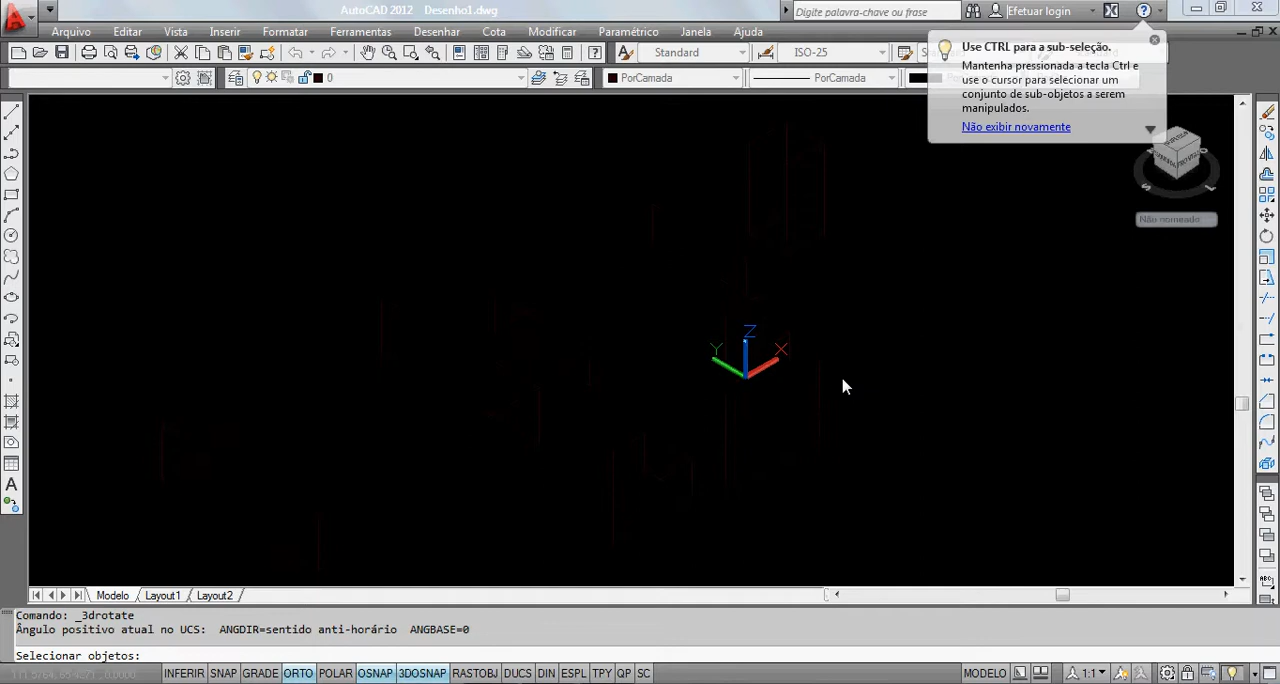 AutoCAD 2012 Desenho1.dwg
Digite palavra-chave ou frase
Efetuar login
Arquivo Editar Vista Inserir Formatar Ferramentas Desenhar Cota Modificar Paramétrico Janela Ajuda
Standard ISO-25
0 PorCamada PorCamada
Use CTRL para a sub-seleção.
Mantenha pressionada a tecla Ctrl e
use o cursor para selecionar um
conjunto de sub-objetos a serem
manipulados.
Não exibir novamente
Não nomeado
Z
Y X
A
Modelo Layout1 Layout2
Comando: _3drotate
Ângulo positivo atual no UCS: ANGDIR=sentido anti-horário ANGBASE=0
Selecionar objetos:
INFERIR SNAP GRADE ORTO POLAR OSNAP 3DOSNAP RASTOBJ DUCS DIN ESPL TPY QP SC MODELO 1:1